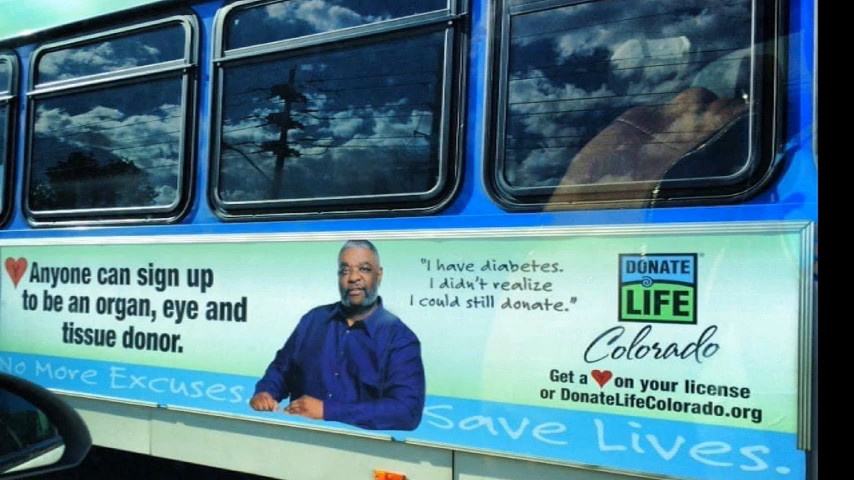 Anyone can sign up
to be an organ, eye and
tissue donor.
No More Excuses
"I have diabetes.
I didn't realize
I could still donate."
DONATE
LIFE
Colorado
Get a on your license
or DonateLifeColorado.org
Save Lives.